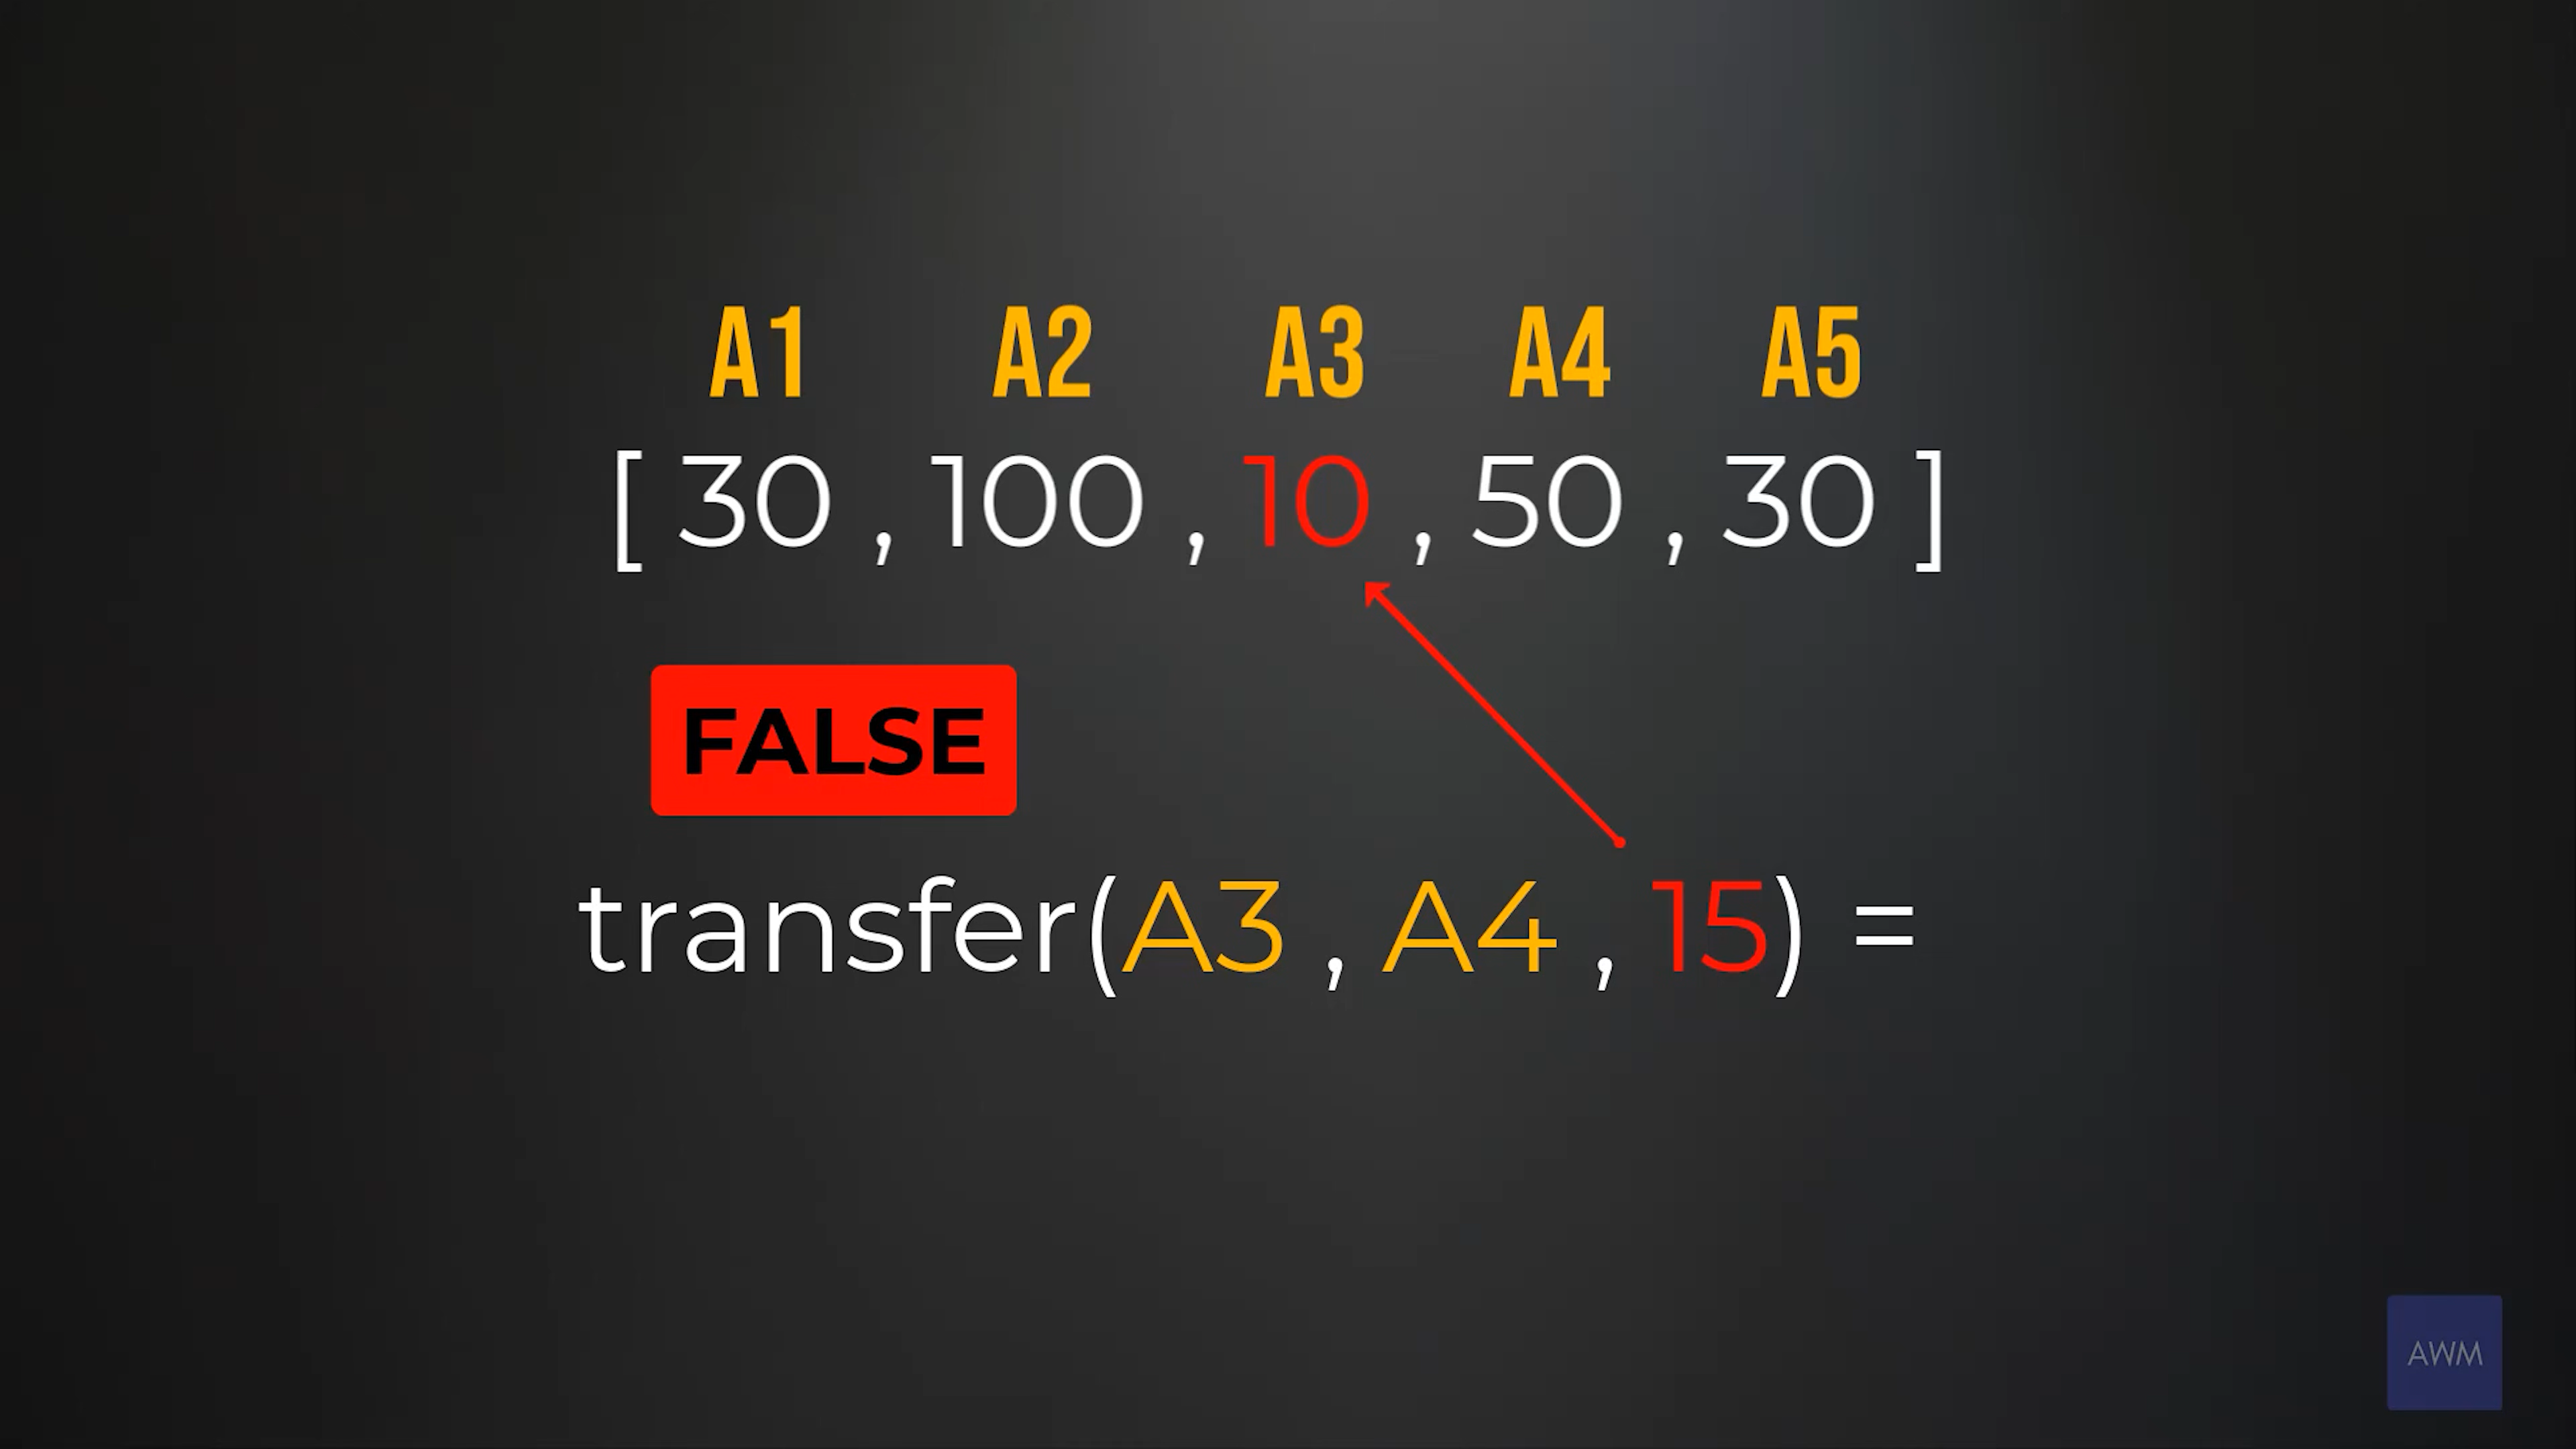 A1 A2 A3 A4 A5
[ 30 , 100 , 10 , 50 , 30 ]
FALSE
transfer(A3 , A4 , 15) =
AWM